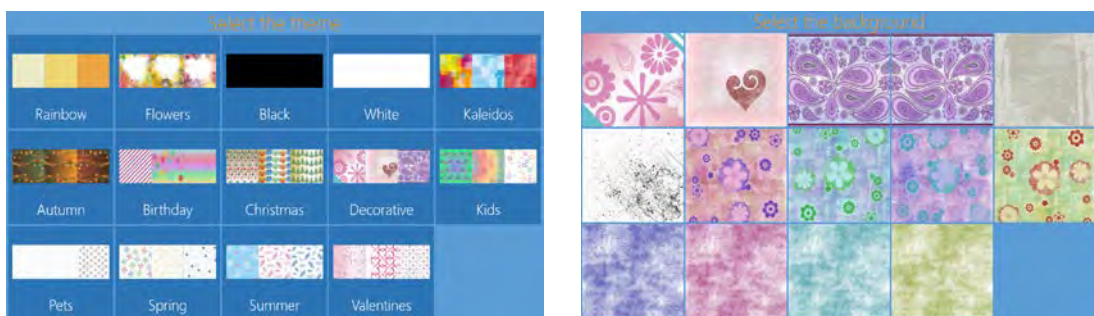 Select the theme
Rainbow Flowers Black White Kaleidos
Autumn Birthday Christmas Decorative Kids
Pets Spring Summer Valentines
Select the background